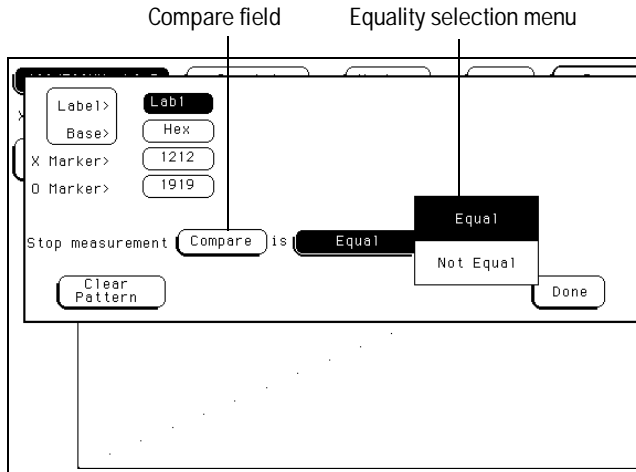 Compare field Equality selection menu
Label> Lab1
Base> Hex
X Marker> 1212
O Marker> 1919
Equal
Stop measurement Compare is Equal
Not Equal
Clear
Pattern
Done